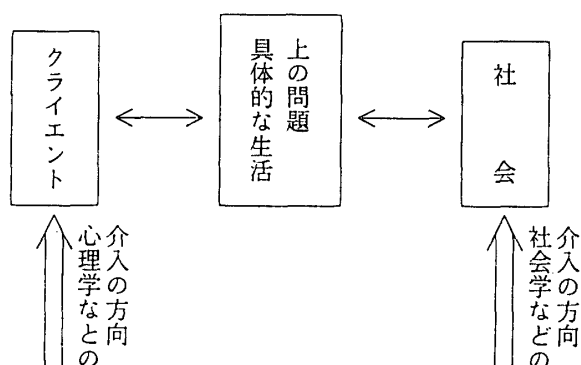 クライエント
上の問題
具体的な生活
社会
介入の方向
心理学などの
介入の方向
社会学などの